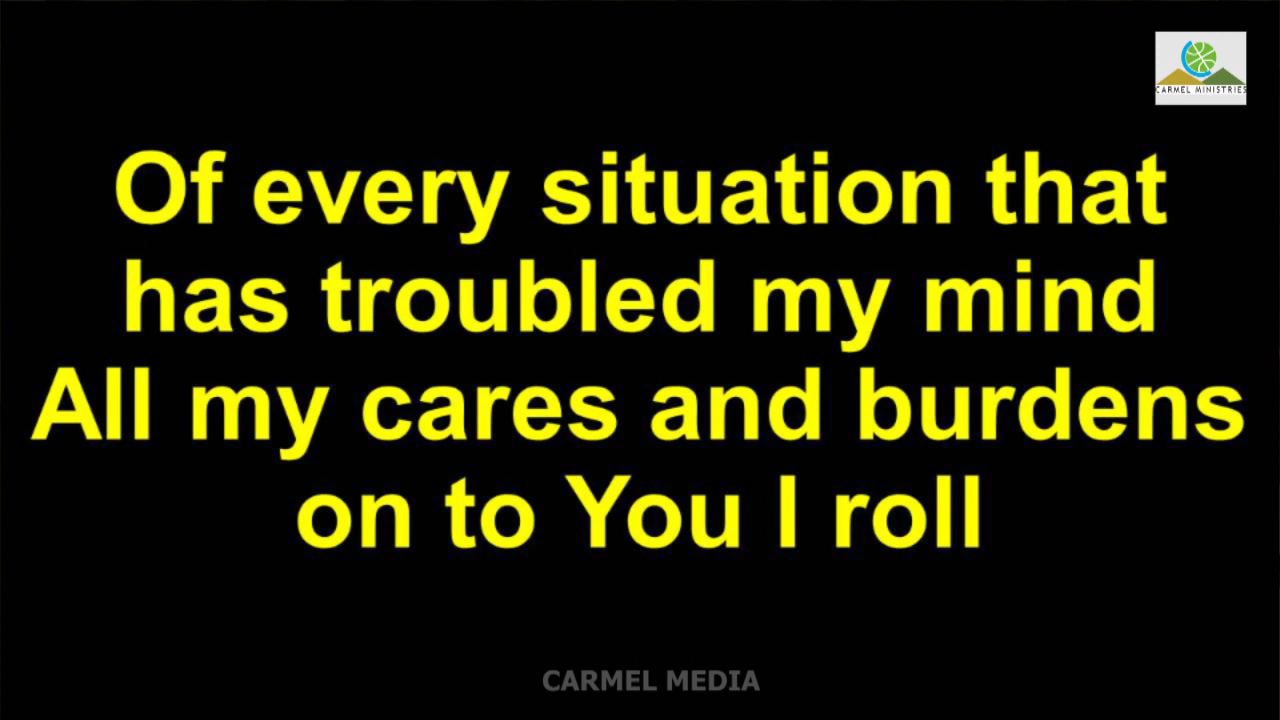 CARMEL MINISTRIES
Of every situation that
has troubled my mind
All my cares and burdens
on to You I roll
CARMEL MEDIA